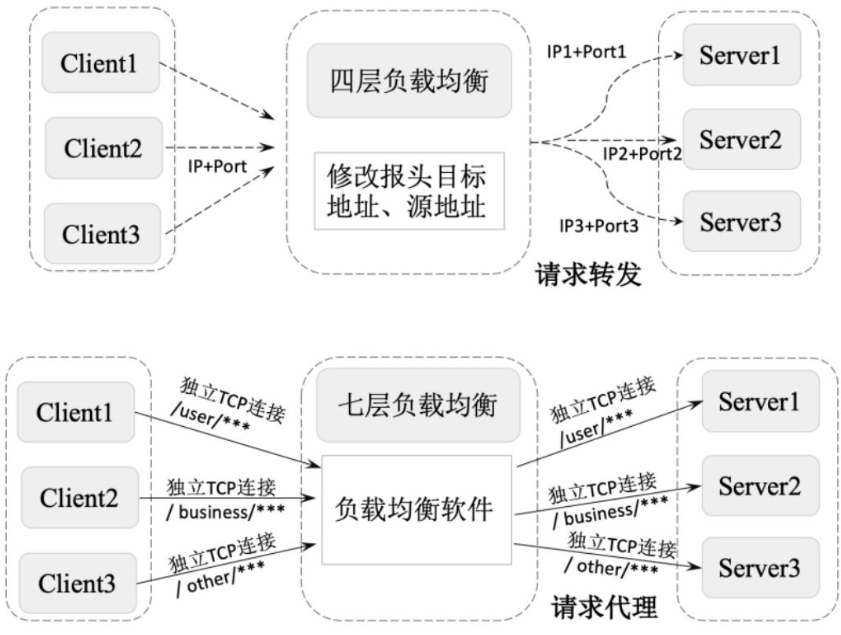 Client1
Client2
Client3
IP+Port
四层负载均衡
修改报头目标
地址、源地址
IP1+Port1
IP2+Port2
IP3+Port3
Server1
Server2
Server3
请求转发
Client1
Client2
Client3
独立TCP连接
/user/***
独立TCP连接
/ business/***
独立TCP连接
/ other/***
七层负载均衡
负载均衡软件
独立TCP连接
/user/***
独立TCP连接
/ business/***
独立TCP连接
/ other/***
Server1
Server2
Server3
请求代理